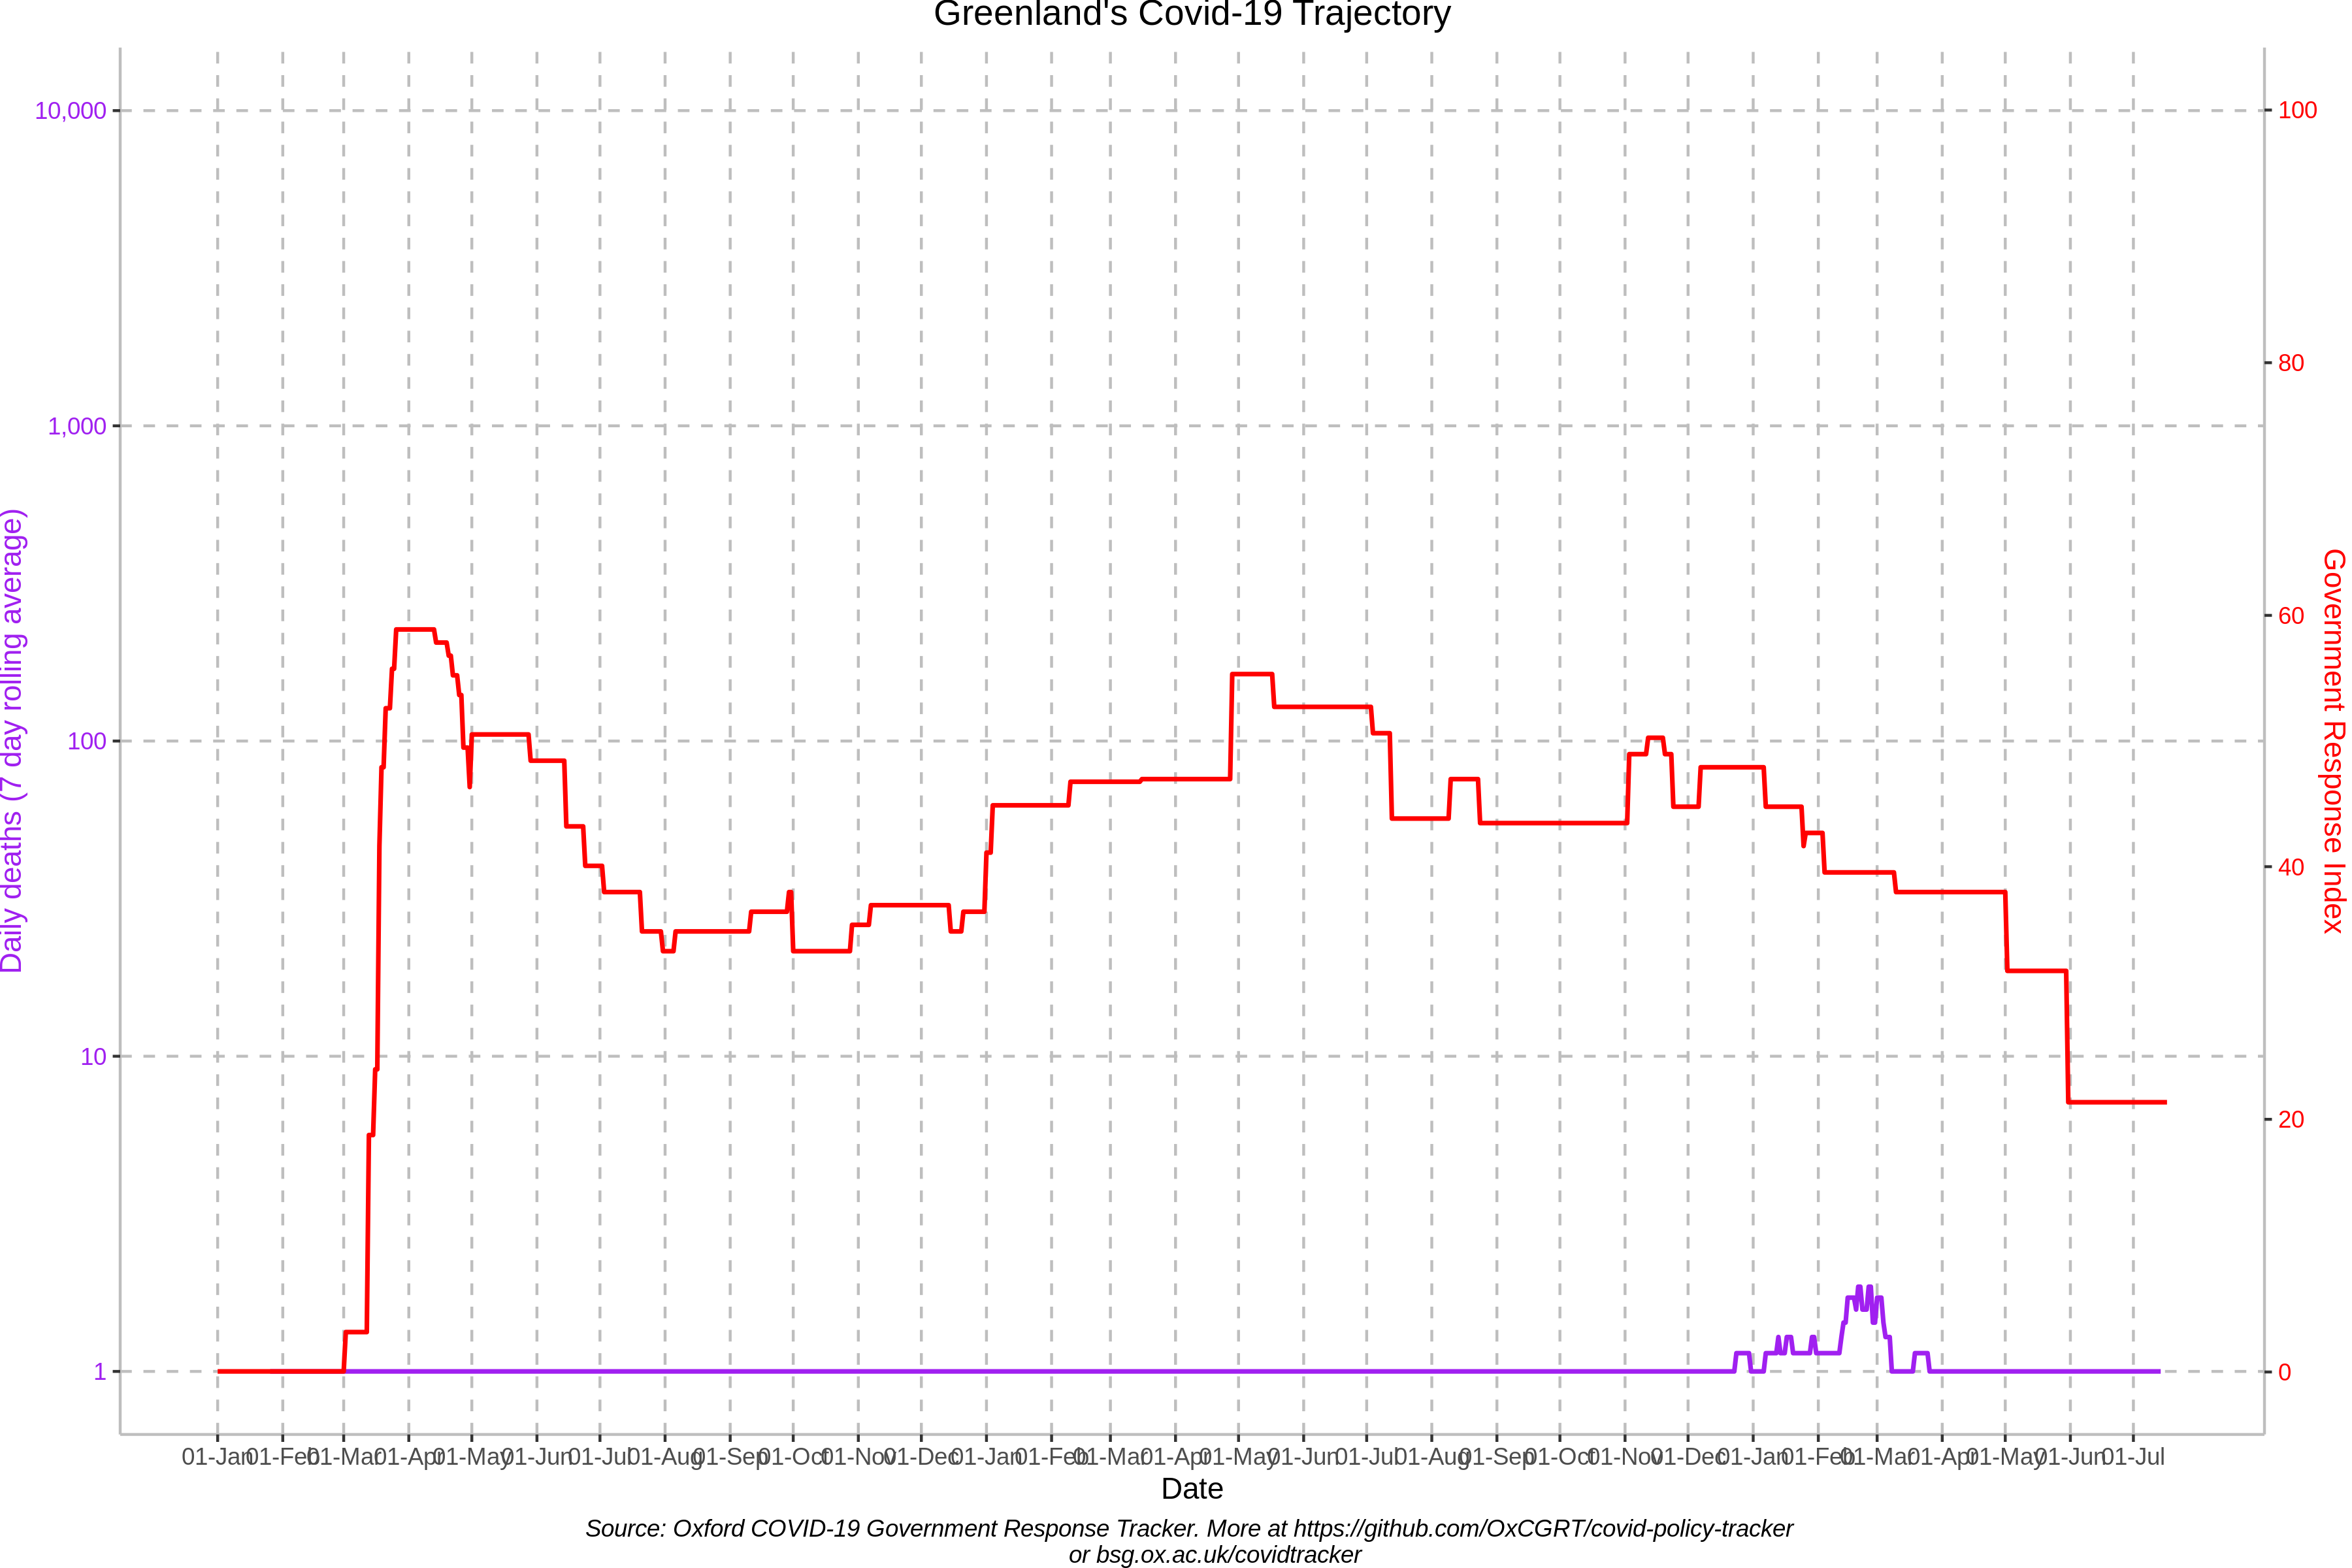 Greenland's Covid-19 Trajectory
10,000
1,000
100
10
1
Daily deaths (7 day rolling average)
100
80
60
40
20
0
Government Response Index
01-Jan 01-Feb 01-Mar 01-Apr 01-May 01-Jun 01-Jul 01-Aug 01-Sep 01-Oct 01-Nov 01-Dec 01-Jan 01-Feb 01-Mar 01-Apr 01-May 01-Jun 01-Jul 01-Aug 01-Sep 01-Oct 01-Nov 01-Dec 01-Jan 01-Feb 01-Mar 01-Apr 01-May 01-Jun 01-Jul
Date
Source: Oxford COVID-19 Government Response Tracker. More at https://github.com/OxCGRT/covid-policy-tracker
or bsg.ox.ac.uk/covidtracker